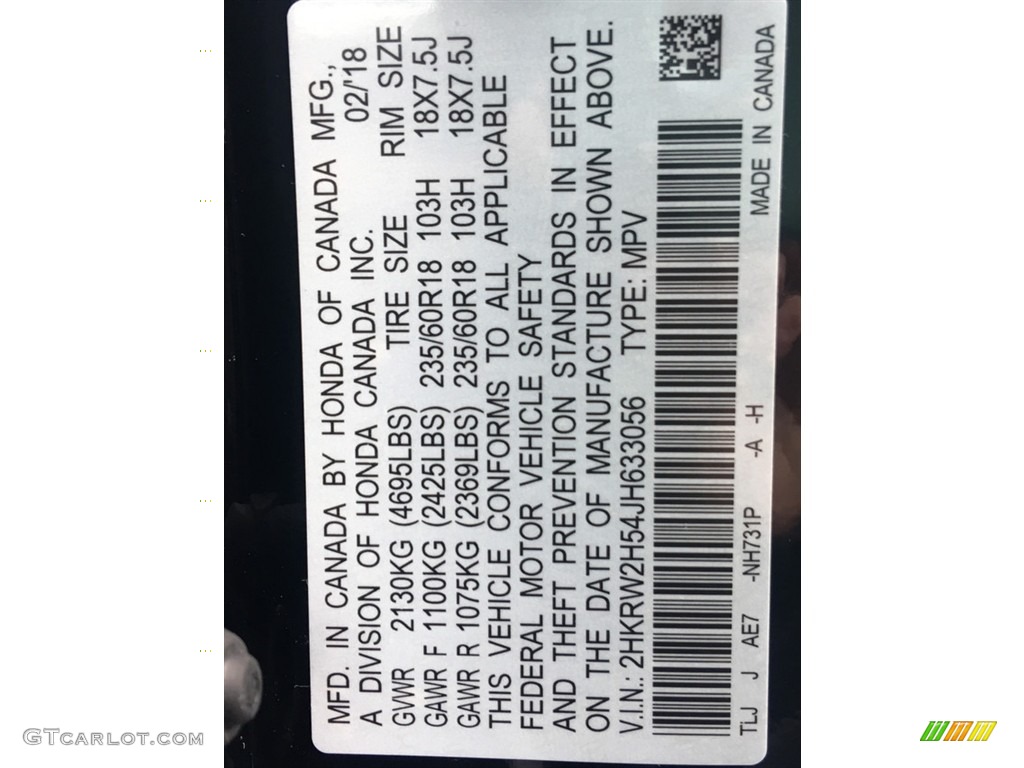 MFD. IN CANADA BY HONDA OF CANADA MFG.,
A DIVISION OF HONDA CANADA INC. 02/'18
GVWR 2130KG (4695LBS) TIRE SIZE RIM SIZE
GAWR F 1100KG (2425LBS) 235/60R18 103H 18X7.5J
GAWR R 1075KG (2369LBS) 235/60R18 103H 18X7.5J
THIS VEHICLE CONFORMS TO ALL APPLICABLE
FEDERAL MOTOR VEHICLE SAFETY
AND THEFT PREVENTION STANDARDS IN EFFECT
ON THE DATE OF MANUFACTURE SHOWN ABOVE.
V.I.N.: 2HKRW2H54JH633056 TYPE: MPV
TLJ J AE7 -NH731P -A -H MADE IN CANADA
GTCarLot.com